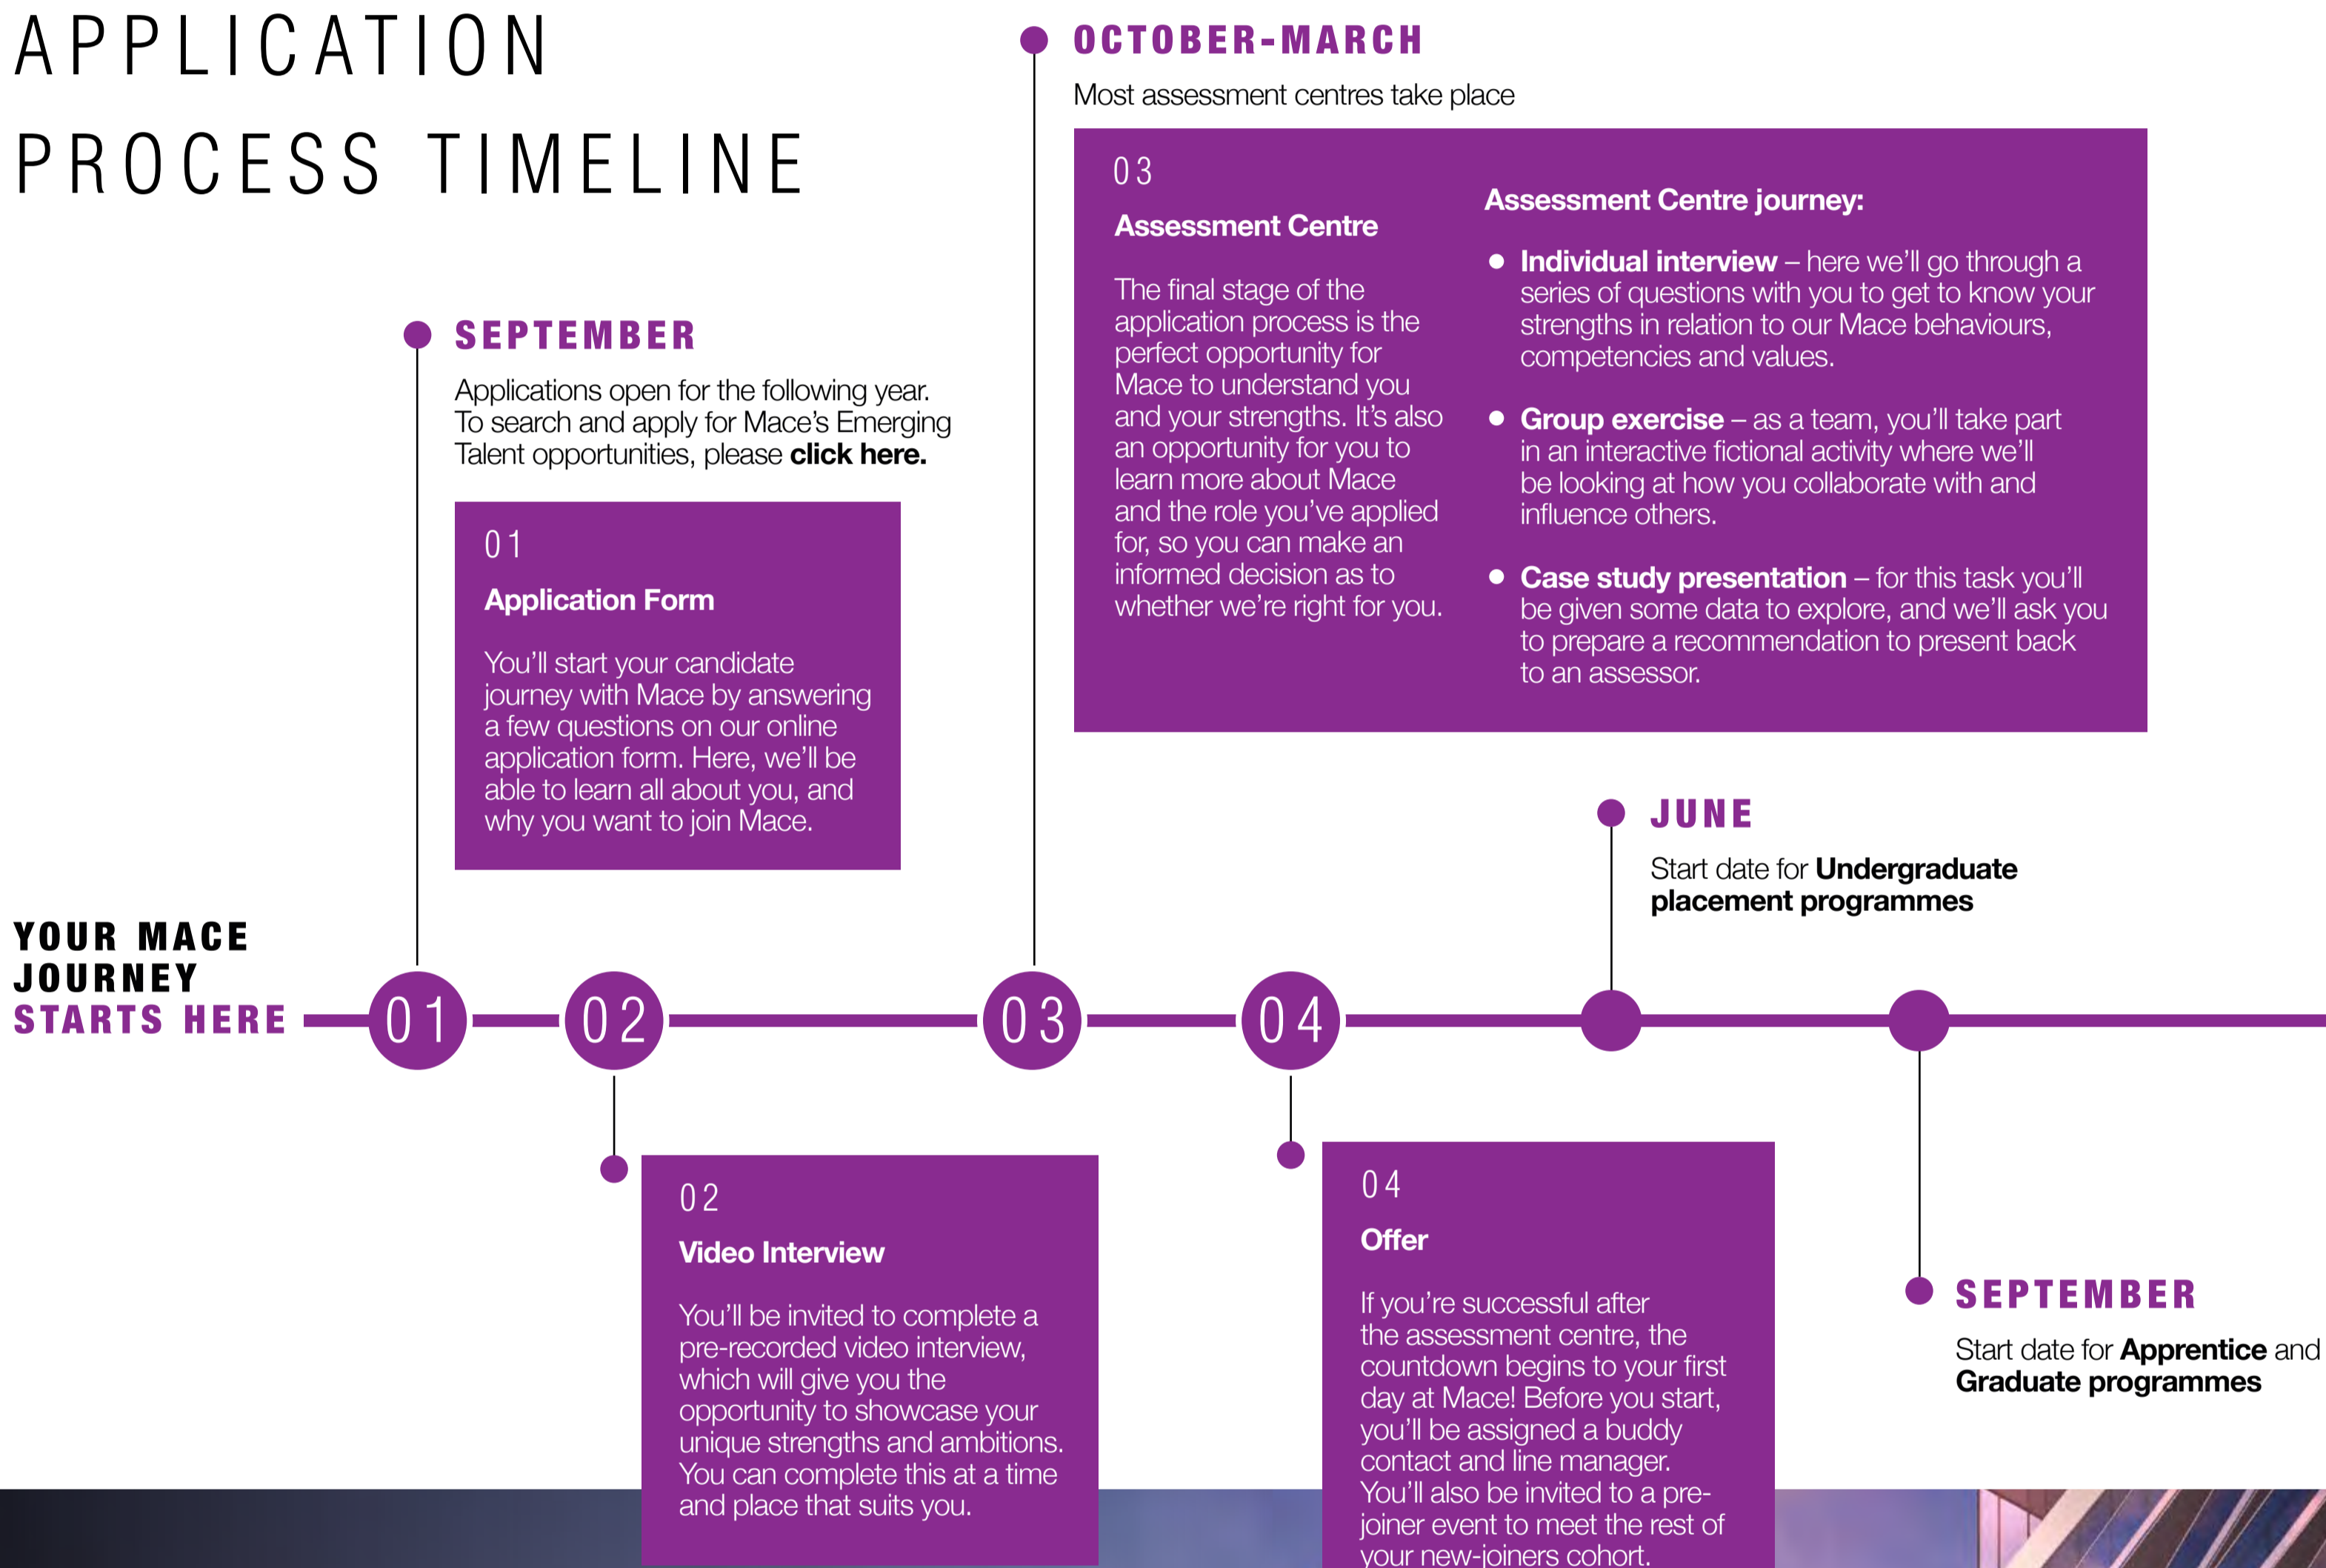 APPLICATION
PROCESS TIMELINE
SEPTEMBER
Applications open for the following year.
To search and apply for Mace’s Emerging
Talent opportunities, please click here.
01
Application Form
You’ll start your candidate
journey with Mace by answering
a few questions on our online
application form. Here, we’ll be
able to learn all about you, and
why you want to join Mace.
OCTOBER-MARCH
Most assessment centres take place
03
Assessment Centre
The final stage of the
application process is the
perfect opportunity for
Mace to understand you
and your strengths. It’s also
an opportunity for you to
learn more about Mace
and the role you’ve applied
for, so you can make an
informed decision as to
whether we’re right for you.
Assessment Centre journey:
• Individual interview – here we’ll go through a
series of questions with you to get to know your
strengths in relation to our Mace behaviours,
competencies and values.
• Group exercise – as a team, you’ll take part
in an interactive fictional activity where we’ll
be looking at how you collaborate with and
influence others.
• Case study presentation – for this task you’ll
be given some data to explore, and we’ll ask you
to prepare a recommendation to present back
to an assessor.
JUNE
Start date for Undergraduate
placement programmes
YOUR MACE
JOURNEY
STARTS HERE
01
02
03
04
02
Video Interview
You’ll be invited to complete a
pre-recorded video interview,
which will give you the
opportunity to showcase your
unique strengths and ambitions.
You can complete this at a time
and place that suits you.
04
Offer
If you’re successful after
the assessment centre, the
countdown begins to your first
day at Mace! Before you start,
you’ll be assigned a buddy
contact and line manager.
You’ll also be invited to a pre-
joiner event to meet the rest of
your new-joiners cohort.
SEPTEMBER
Start date for Apprentice and
Graduate programmes